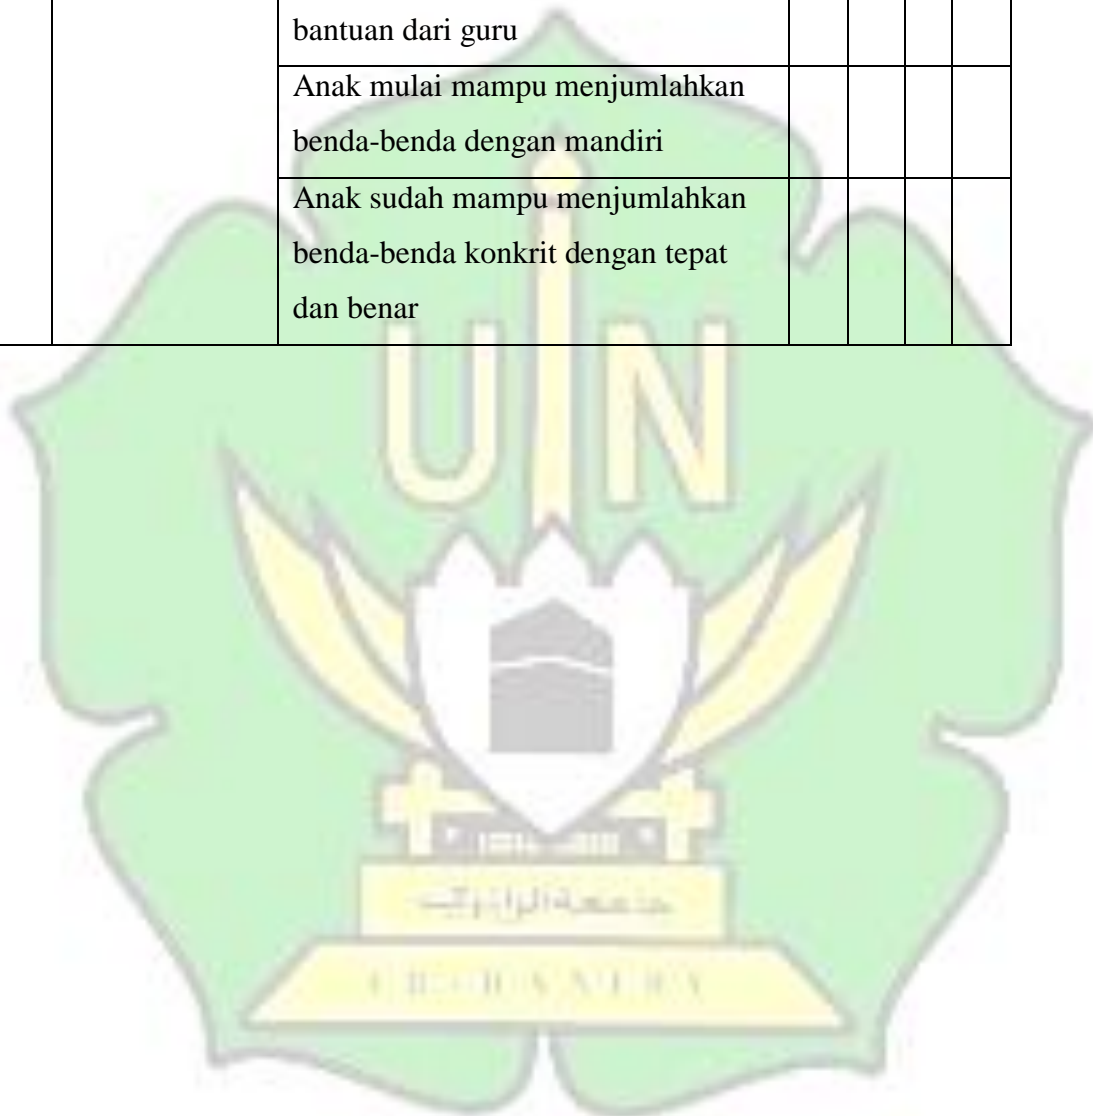 bantuan dari guru
Anak mulai mampu menjumlahkan
benda-benda dengan mandiri
Anak sudah mampu menjumlahkan
benda-benda konkrit dengan tepat
dan benar
UIN